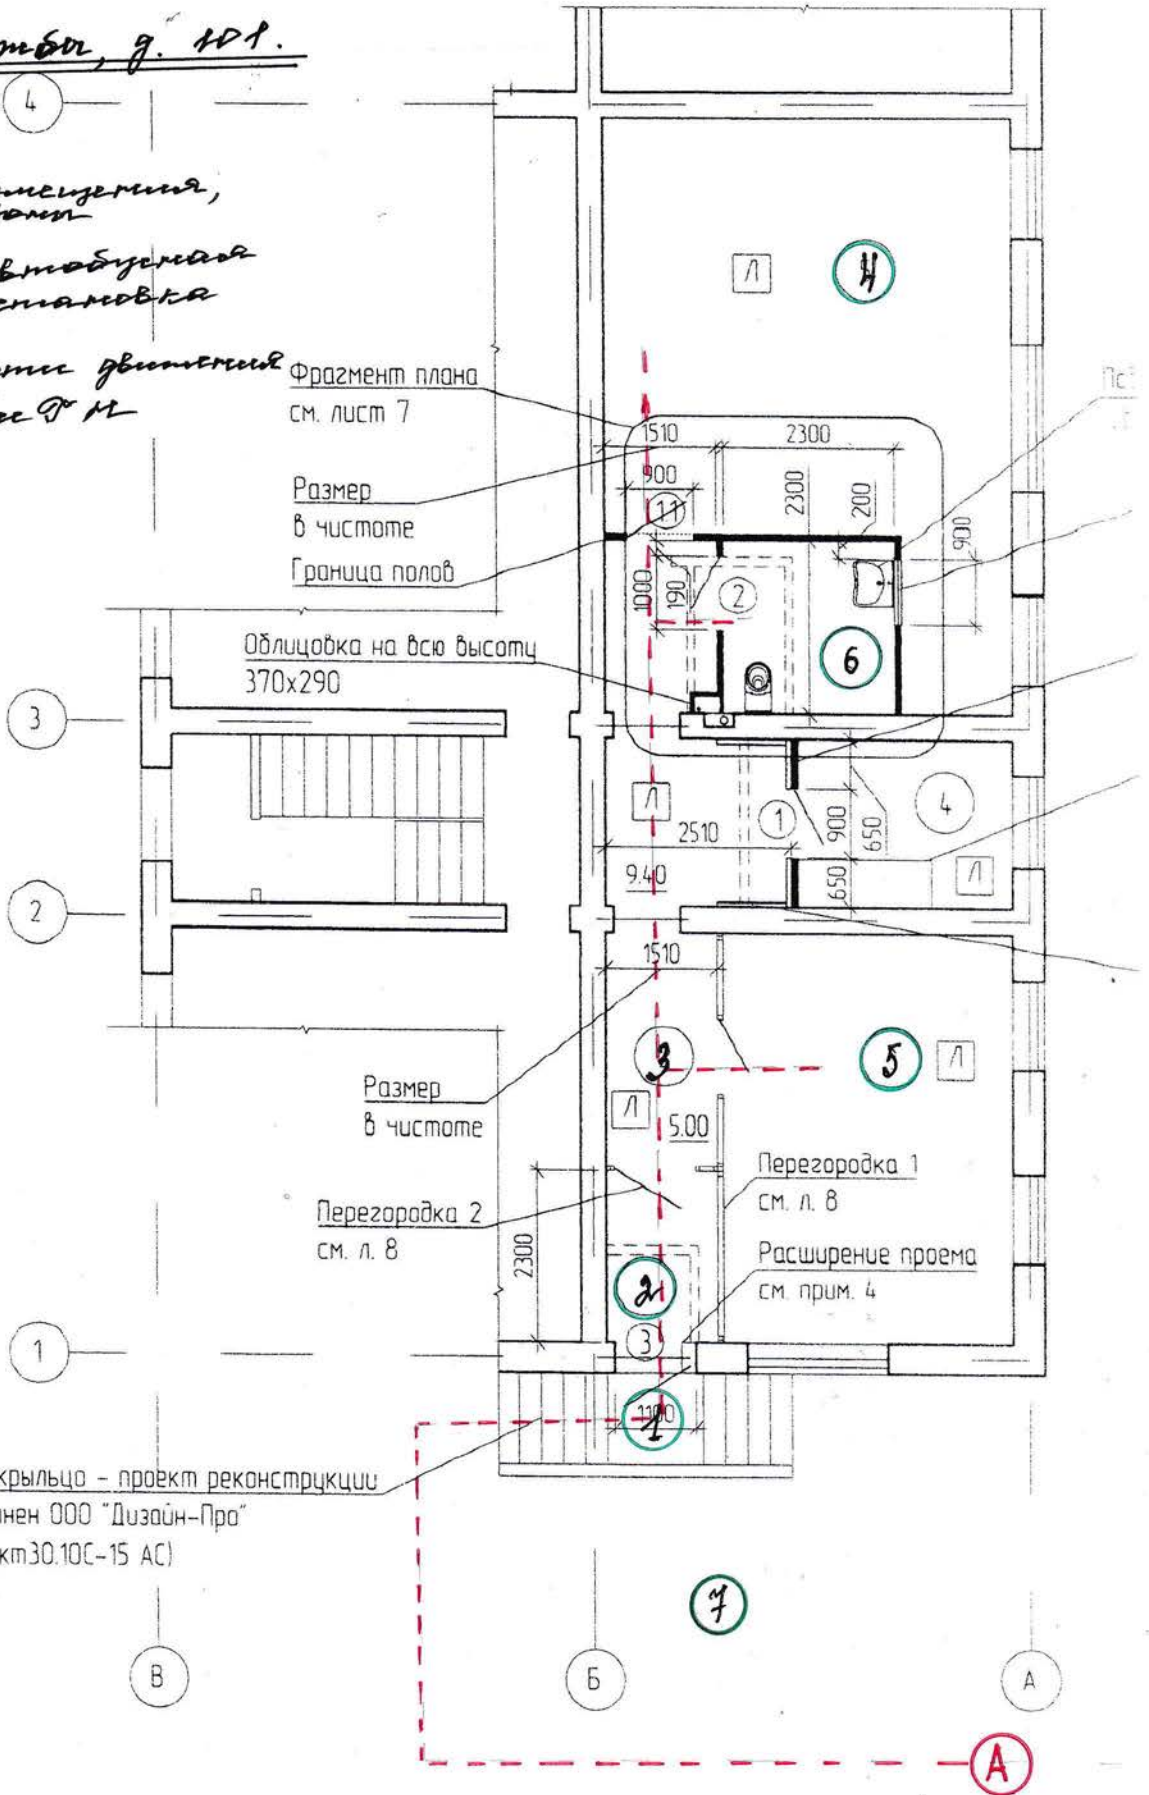 д. 101.
4
Л
4
Фрагмент плана
см. лист 7
1510
2300
900
Размер
в чистоте
1.1
2300
200
900
Граница полов
1000
190
2
Облицовка на всю высоту
370х290
6
3
Л
1
4
2510
900
650
9.40
Л
650
2
1510
3
5
Л
Размер
в чистоте
Л
5.00
Перегородка 1
см. л. 8
Перегородка 2
см. л. 8
2300
Расширение проема
см. прим. 4
2
3
1
1100
1
крыльцо - проект реконструкции
нен ООО "Дизайн-Про"
кт30.10С-15 АС)
7
В
Б
А
А